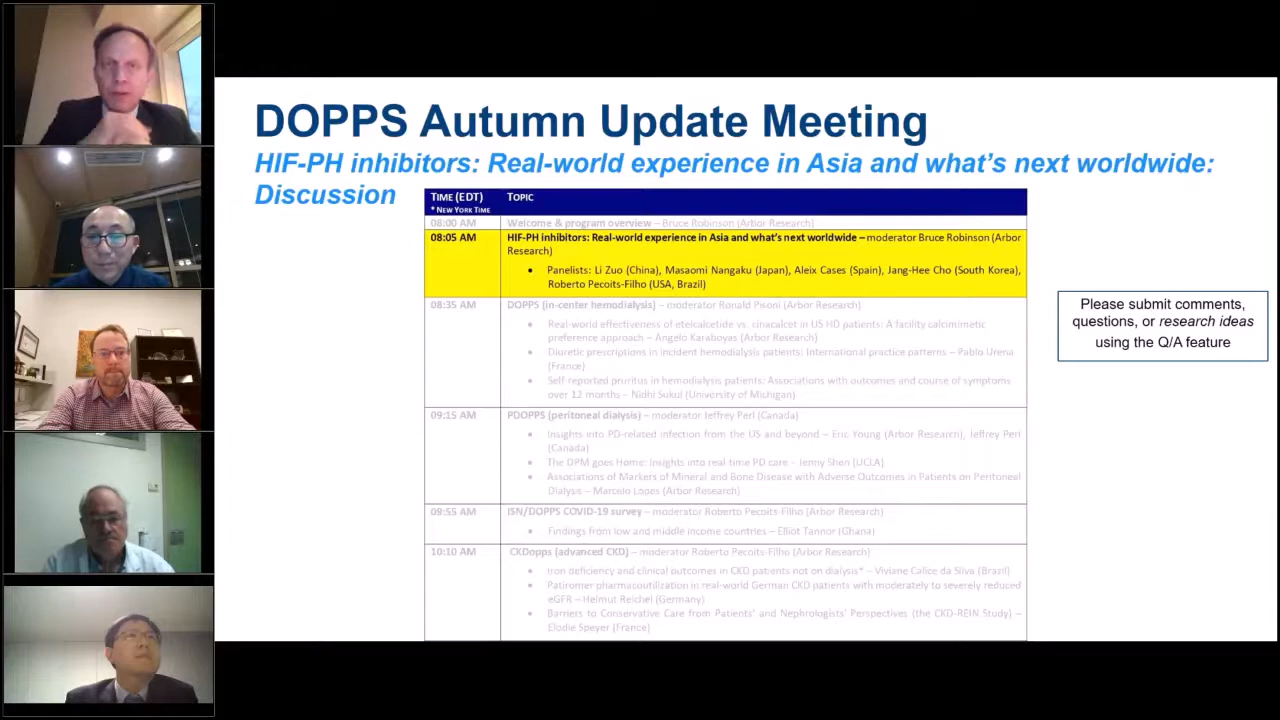 DOPPS Autumn Update Meeting
HIF-PH inhibitors: Real-world experience in Asia and what's next worldwide:
Discussion
TIME (EDT) TOPIC
* NEW YORK TIME
08:00 AM Welcome & program overview – Bruce Robinson (Arbor Research)
08:05 AM HIF-PH inhibitors: Real-world experience in Asia and what's next worldwide – moderator Bruce Robinson (Arbor
Research)
• Panelists: Li Zuo (China), Masaomi Nangaku (Japan), Aleix Cases (Spain), Jang-Hee Cho (South Korea),
Roberto Pecoits-Filho (USA, Brazil)
08:35 AM DOPPS (in-center hemodialysis) – moderator Ronald Pisoni (Arbor Research)
• Real-world effectiveness of etelcalcetide vs. cinacalcet in US HD patients: A facility calcimimetic
preference approach – Angelo Karaboyas (Arbor Research)
• Diuretic prescriptions in incident hemodialysis patients: International practice patterns – Pablo Urena
(France)
• Self-reported pruritus in hemodialysis patients: Associations with outcomes and course of symptoms
over 12 months – Nidhi Sukul (University of Michigan)
09:15 AM PDOPPS (peritoneal dialysis) – moderator Jeffrey Perl (Canada)
• Insights into PD-related infection from the US and beyond – Eric Young (Arbor Research), Jeffrey Perl
(Canada)
• The DPM goes Home: Insights into real-time PD care – Jenny Shen (UCLA)
• Associations of Markers of Mineral and Bone Disease with Adverse Outcomes in Patients on Peritoneal
Dialysis – Marcelo Lopes (Arbor Research)
09:55 AM ISN/DOPPS COVID-19 survey – moderator Roberto Pecoits-Filho (Arbor Research)
• Findings from low and middle income countries – Elliot Tannor (Ghana)
10:10 AM CKDopps (advanced CKD) – moderator Roberto Pecoits-Filho (Arbor Research)
• Iron deficiency and clinical outcomes in CKD patients not on dialysis* – Viviane Calice da Silva (Brazil)
• Patiromer pharmacoutilization in real-world German CKD patients with moderately to severely reduced
eGFR – Helmut Reichel (Germany)
• Barriers to Conservative Care from Patients' and Nephrologists' Perspectives (the CKD-REIN Study) –
Elodie Speyer (France)
Please submit comments,
questions, or research ideas
using the Q/A feature